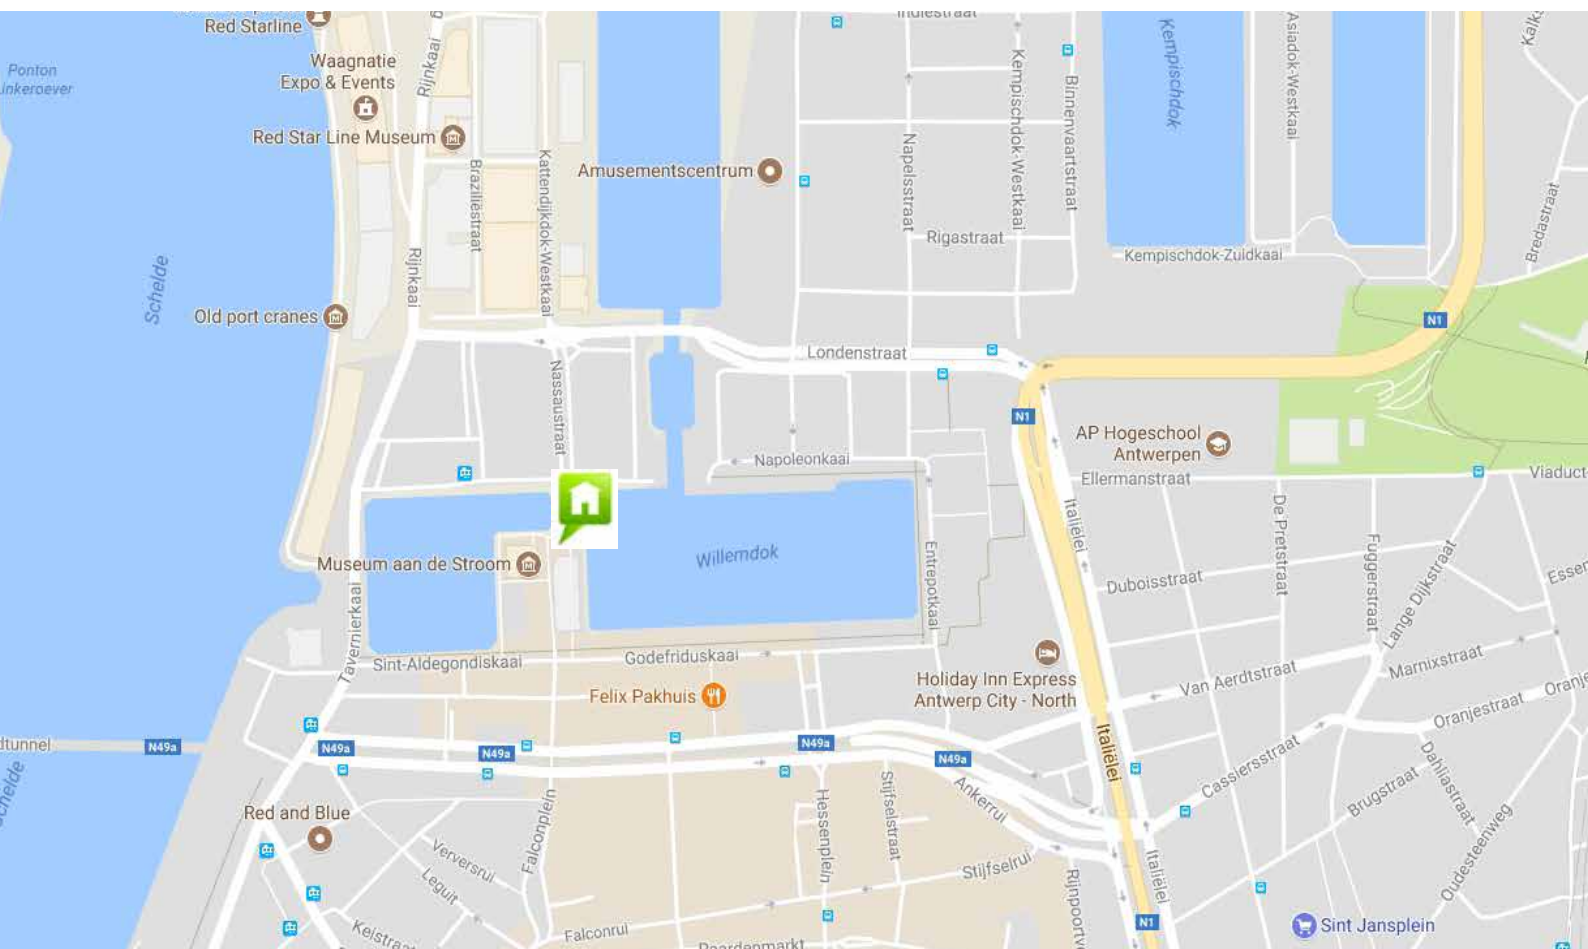 Red Starline
Indiestraat
Ponton
Waagnatie
Expo & Events
Rijnkaai
Red Star Line Museum
Amusementscentrum
Kattendijkdok-Westkaai
Braziliëstraat
Napelsstraat
Kempischdok-Westkaai
Binnenvaartstraat
Kempischdok
Asiadok-Westkaai
Bredastraat
Rigastraat
Kempischdok-Zuidkaai
Schelde
Rijnkaai
Old port cranes
N1
Londenstraat
Nassaustraat
N1
AP Hogeschool
Antwerpen
Napoleonkaai
Ellermanstraat
Viaduct
Italiëlei
De Pretstraat
Fuggerstraat
Lange Dijkstraat
Willemdok
Entrepotkaai
Museum aan de Stroom
Duboisstraat
Tavernierkaai
Sint-Aldegondiskaai
Godefriduskaai
Holiday Inn Express
Antwerp City - North
Van Aerdtstraat
Marnixstraat
Felix Pakhuis
Oranjestraat
N49a
N49a
N49a
N49a
N49a
Italiëlei
Cassiersstraat
Dahliastraat
Brugstraat
Oudesteenweg
Red and Blue
Falconplein
Hessenplein
Stijfselstraat
Ankerrui
Verversrui
Leguit
Stijfselrui
Italiëlei
Falconrui
Paardenmarkt
N1
Sint Jansplein